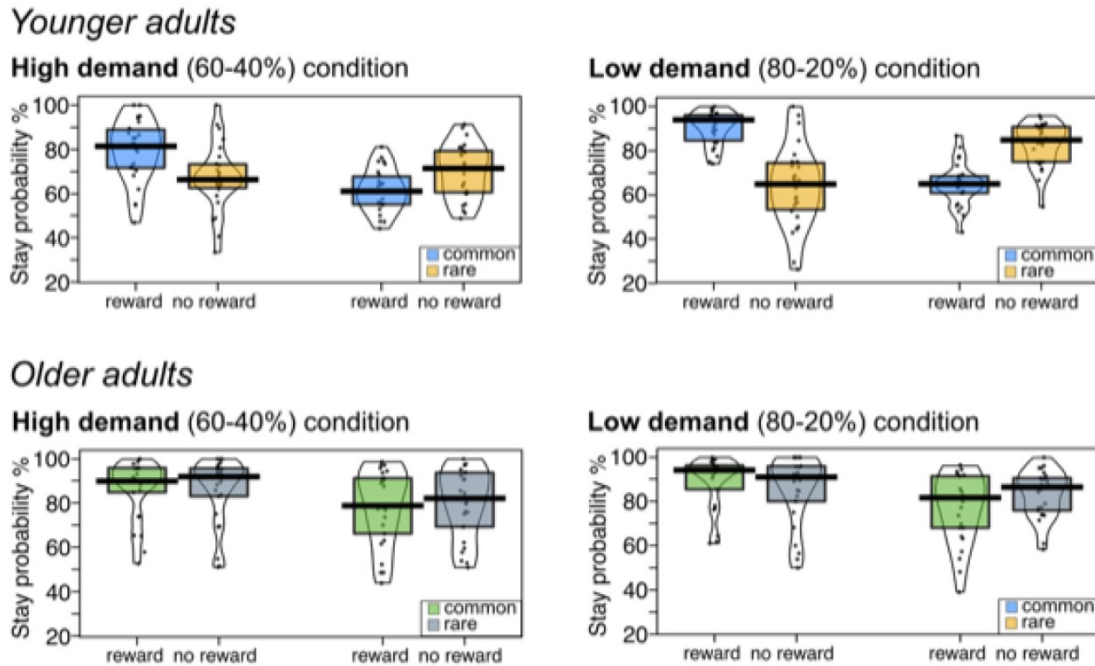 Younger adults
High demand (60-40%) condition
Stay probability %
100
80
60
40
20
reward no reward reward no reward
common
rare
Low demand (80-20%) condition
Stay probability %
100
80
60
40
20
reward no reward reward no reward
common
rare
Older adults
High demand (60-40%) condition
Stay probability %
100
80
60
40
20
reward no reward reward no reward
common
rare
Low demand (80-20%) condition
Stay probability %
100
80
60
40
20
reward no reward reward no reward
common
rare